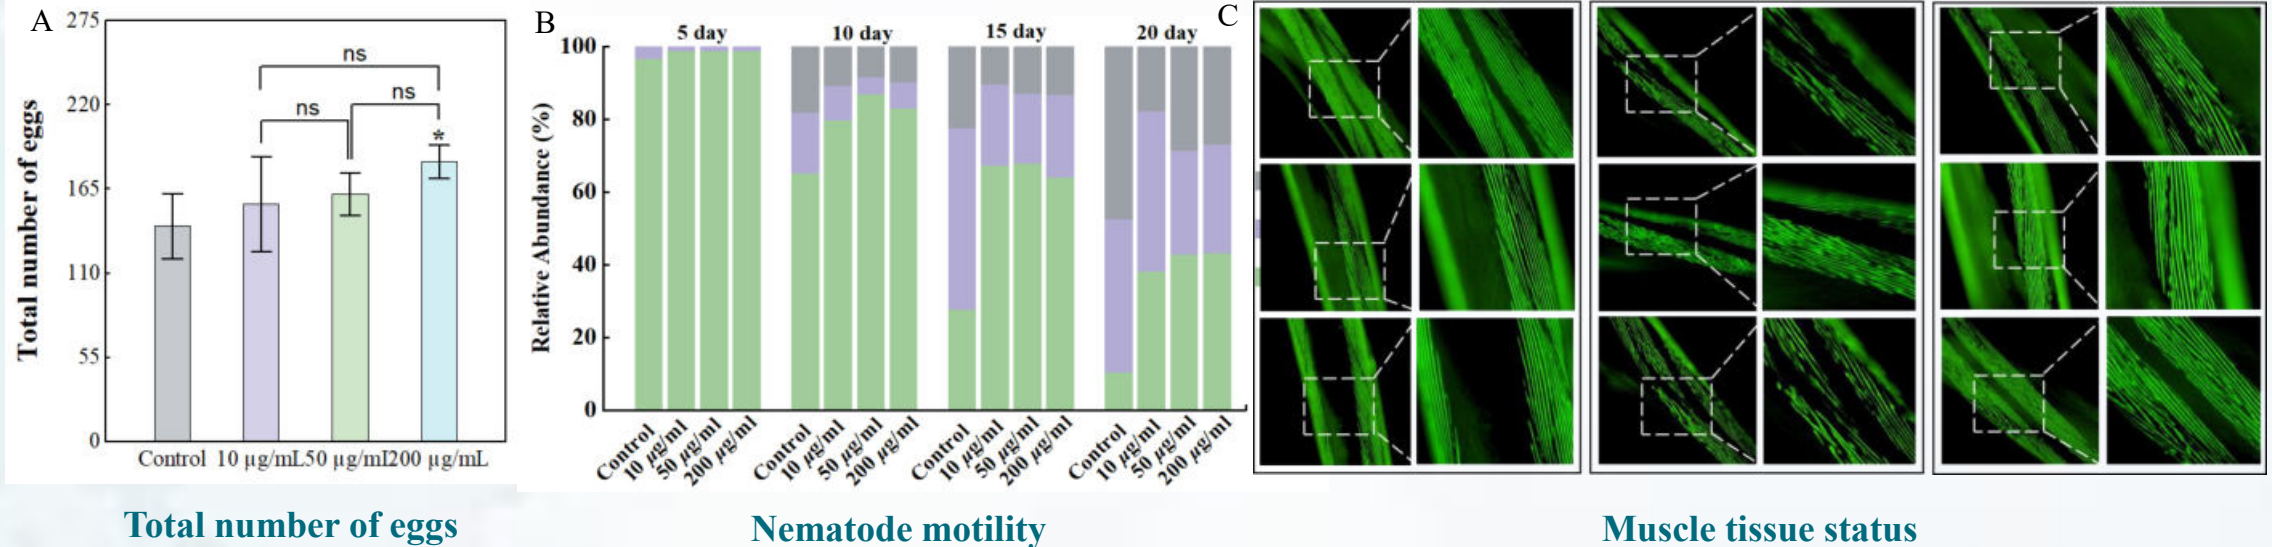 A
Total number of eggs
275
220
165
110
55
0
ns
ns
ns
*
Control 10 µg/mL 50 µg/mL 200 µg/mL
B
Relative Abundance (%)
100
80
60
40
20
0
5 day
10 day
15 day
20 day
Control
10 µg/ml
50 µg/ml
200 µg/ml
Control
10 µg/ml
50 µg/ml
200 µg/ml
Control
10 µg/ml
50 µg/ml
200 µg/ml
Control
10 µg/ml
50 µg/ml
200 µg/ml
C
Total number of eggs
Nematode motility
Muscle tissue status